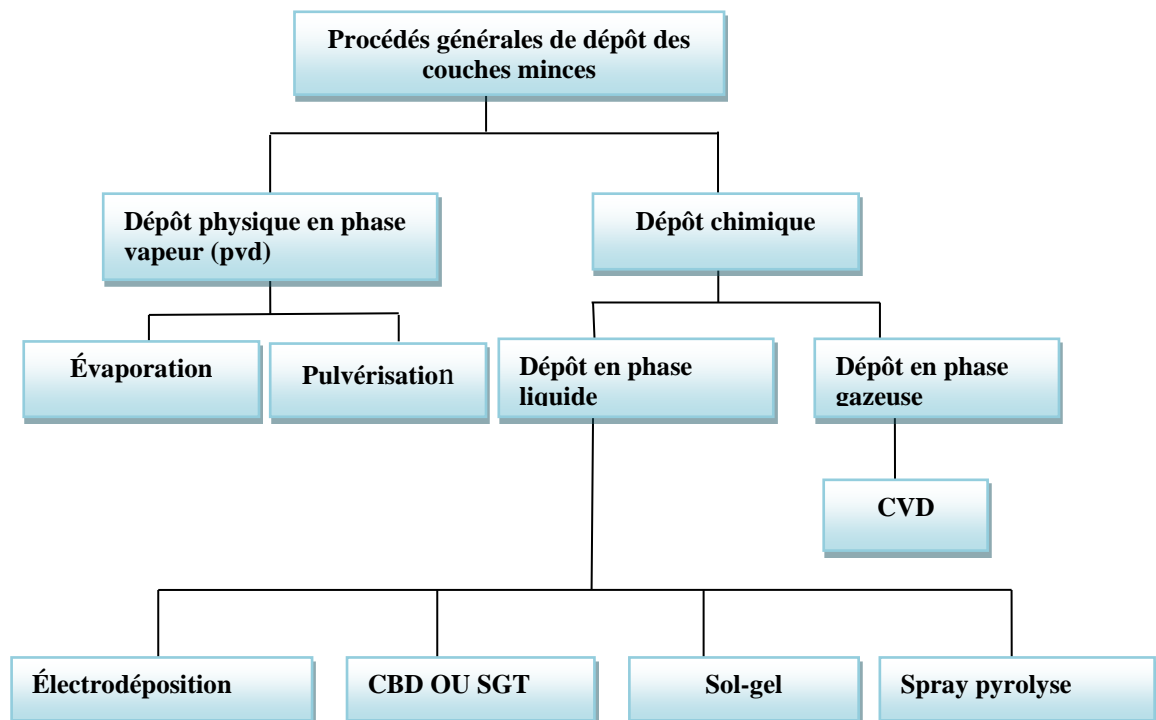 Procédés générales de dépôt des
couches minces
Dépôt physique en phase
vapeur (pvd)
Dépôt chimique
Évaporation
Pulvérisation
Dépôt en phase
liquide
Dépôt en phase
gazeuse
CVD
Électrodéposition
CBD OU SGT
Sol-gel
Spray pyrolyse